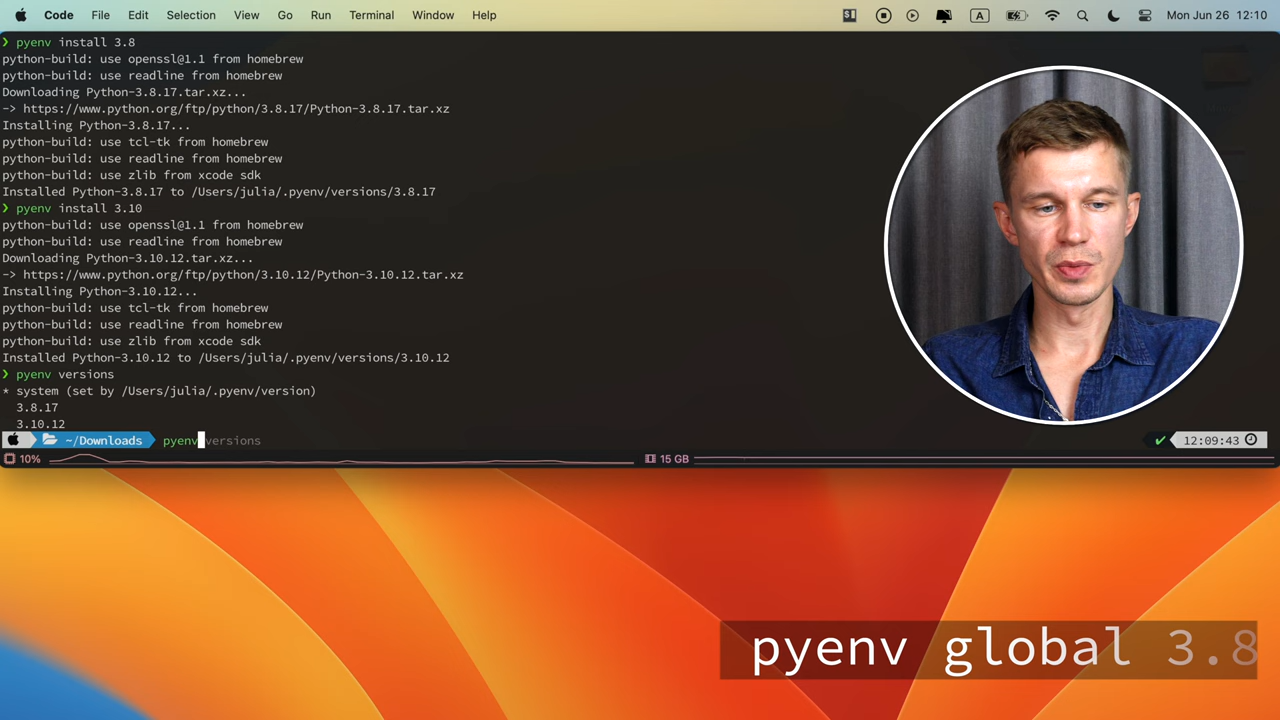 Code File Edit Selection View Go Run Terminal Window Help A Mon Jun 26 12:10
❯ pyenv install 3.8
python-build: use openssl@1.1 from homebrew
python-build: use readline from homebrew
Downloading Python-3.8.17.tar.xz...
-> https://www.python.org/ftp/python/3.8.17/Python-3.8.17.tar.xz
Installing Python-3.8.17...
python-build: use tcl-tk from homebrew
python-build: use readline from homebrew
python-build: use zlib from xcode sdk
Installed Python-3.8.17 to /Users/julia/.pyenv/versions/3.8.17
❯ pyenv install 3.10
python-build: use openssl@1.1 from homebrew
python-build: use readline from homebrew
Downloading Python-3.10.12.tar.xz...
-> https://www.python.org/ftp/python/3.10.12/Python-3.10.12.tar.xz
Installing Python-3.10.12...
python-build: use tcl-tk from homebrew
python-build: use readline from homebrew
python-build: use zlib from xcode sdk
Installed Python-3.10.12 to /Users/julia/.pyenv/versions/3.10.12
❯ pyenv versions
* system (set by /Users/julia/.pyenv/version)
3.8.17
3.10.12
~/Downloads pyenv versions ✔ 12:09:43
10% 15 GB
pyenv global 3.8